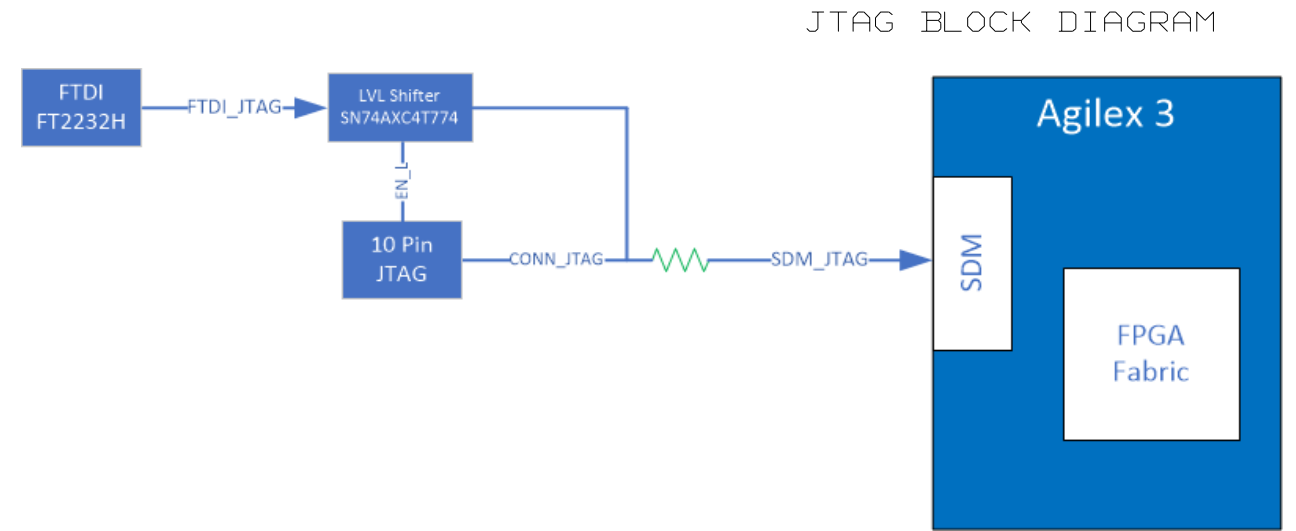 JTAG BLOCK DIAGRAM
FTDI
FT2232H
FTDI_JTAG
LVL Shifter
SN74AXC4T774
EN_L
10 Pin
JTAG
CONN_JTAG
SDM_JTAG
Agilex 3
SDM
FPGA
Fabric